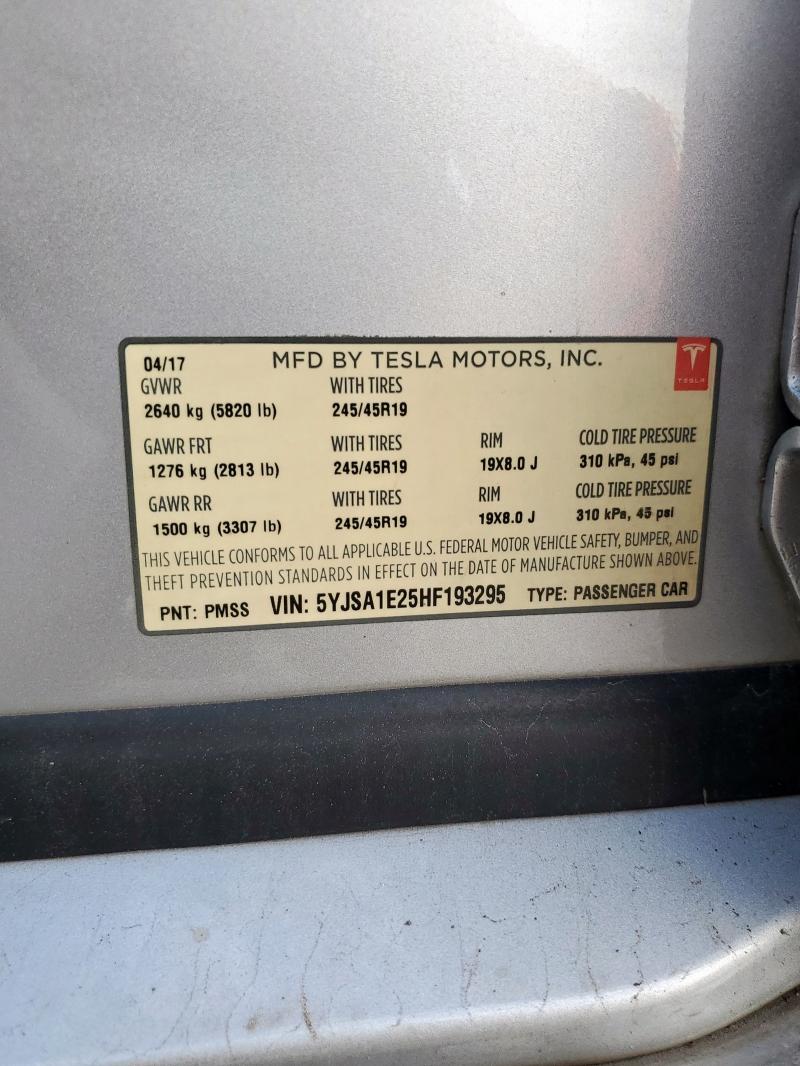 04/17 MFD BY TESLA MOTORS, INC.
TESLA
GVWR WITH TIRES
2640 kg (5820 lb) 245/45R19
GAWR FRT WITH TIRES RIM COLD TIRE PRESSURE
1276 kg (2813 lb) 245/45R19 19X8.0 J 310 kPa, 45 psi
GAWR RR WITH TIRES RIM COLD TIRE PRESSURE
1500 kg (3307 lb) 245/45R19 19X8.0 J 310 kPa, 45 psi
THIS VEHICLE CONFORMS TO ALL APPLICABLE U.S. FEDERAL MOTOR VEHICLE SAFETY, BUMPER, AND
THEFT PREVENTION STANDARDS IN EFFECT ON THE DATE OF MANUFACTURE SHOWN ABOVE.
PNT: PMSS VIN: 5YJSA1E25HF193295 TYPE: PASSENGER CAR